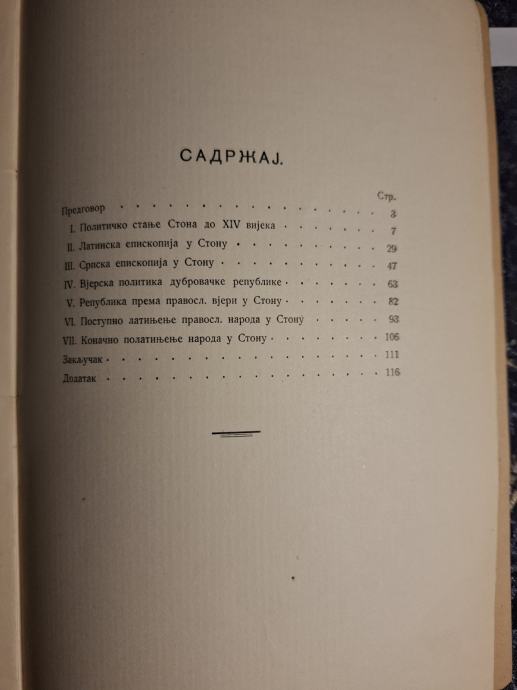 САДРЖАЈ.
Стр.
Предговор 3
I. Политичко стање Стона до XIV вијека 7
II. Латинска епископија у Стону 29
III. Српска епископија у Стону 47
IV. Вјерска политика дубровачке републике 63
V. Република према правосл. вјери у Стону 82
VI. Поступно латињење правосл. народа у Стону 93
VII. Коначно полатињење народа у Стону 106
Закључак 111
Додатак 116